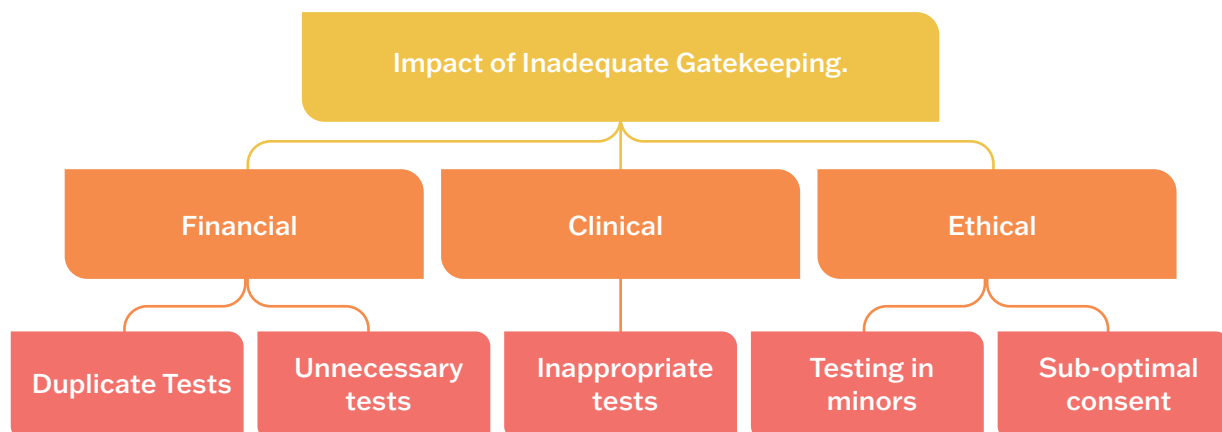 Impact of Inadequate Gatekeeping.
Financial
Clinical
Ethical
Duplicate Tests
Unnecessary
tests
Inappropriate
tests
Testing in
minors
Sub-optimal
consent